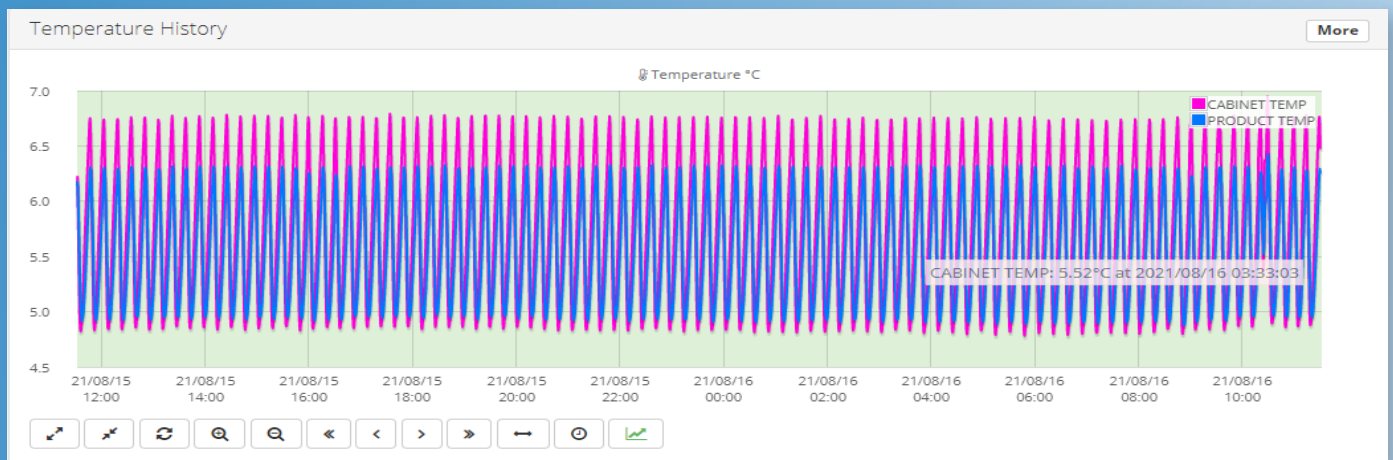 Temperature History
More
Temperature °C
7.0
CABINET TEMP
PRODUCT TEMP
6.5
6.0
5.5
CABINET TEMP: 5.52°C at 2021/08/16 03:33:03
5.0
4.5
21/08/15 21/08/15 21/08/15 21/08/15 21/08/15 21/08/15 21/08/16 21/08/16 21/08/16 21/08/16 21/08/16 21/08/16
12:00 14:00 16:00 18:00 20:00 22:00 00:00 02:00 04:00 06:00 08:00 10:00